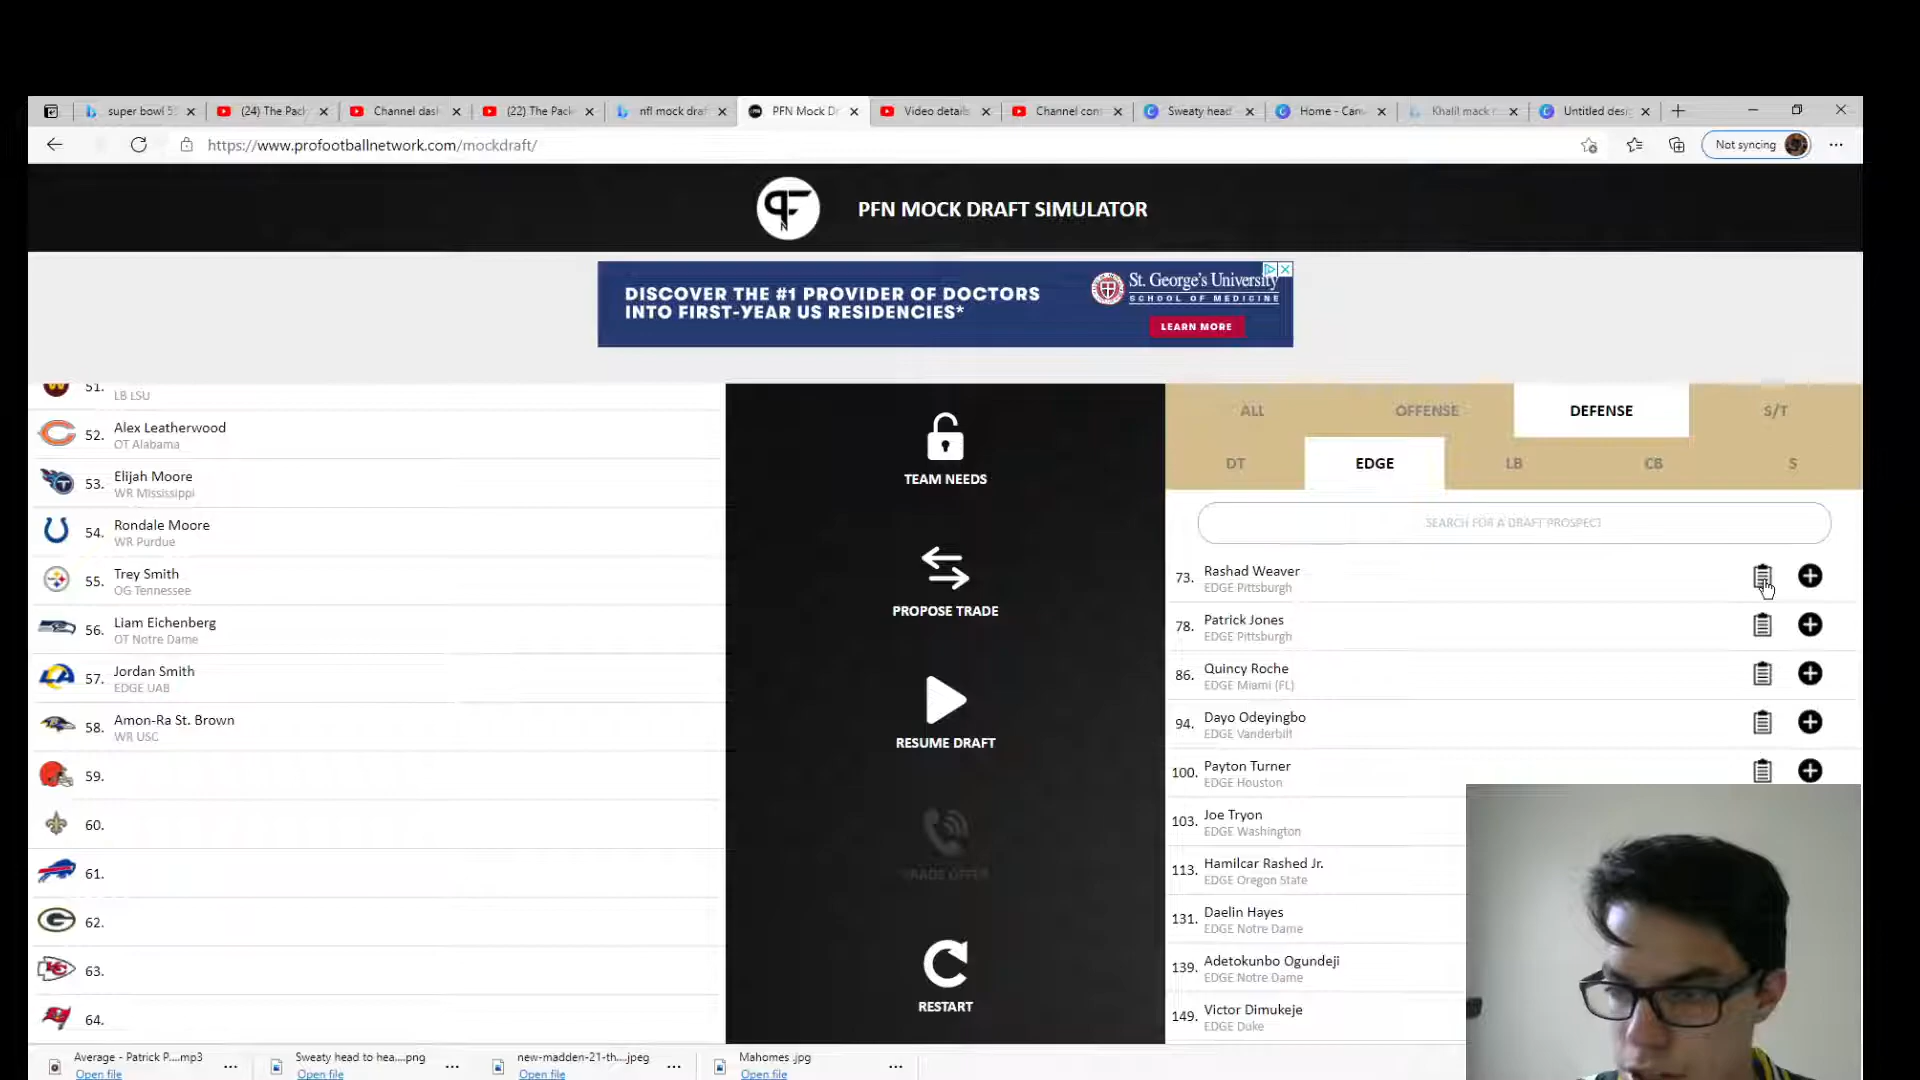 super bowl 5
(24) The Pac
Channel das
(22) The Pack
nfl mock dra
PFN Mock D
Video details
Channel con
Sweaty head
Home - Can
Khalil mack
Untitled desi
https://www.profootballnetwork.com/mockdraft/
Not syncing
PFN MOCK DRAFT SIMULATOR
DISCOVER THE #1 PROVIDER OF DOCTORS
INTO FIRST-YEAR US RESIDENCIES*
St. George's University
SCHOOL OF MEDICINE
LEARN MORE
51.
LB LSU
52. Alex Leatherwood
OT Alabama
53. Elijah Moore
WR Mississippi
54. Rondale Moore
WR Purdue
55. Trey Smith
OG Tennessee
56. Liam Eichenberg
OT Notre Dame
57. Jordan Smith
EDGE UAB
58. Amon-Ra St. Brown
WR USC
59.
60.
61.
62.
63.
64.
TEAM NEEDS
PROPOSE TRADE
RESUME DRAFT
TRADE OFFER
RESTART
ALL OFFENSE DEFENSE S/T
DT EDGE LB CB S
SEARCH FOR A DRAFT PROSPECT
73. Rashad Weaver
EDGE Pittsburgh
78. Patrick Jones
EDGE Pittsburgh
86. Quincy Roche
EDGE Miami (FL)
94. Dayo Odeyingbo
EDGE Vanderbilt
100. Payton Turner
EDGE Houston
103. Joe Tryon
EDGE Washington
113. Hamilcar Rashed Jr.
EDGE Oregon State
131. Daelin Hayes
EDGE Notre Dame
139. Adetokunbo Ogundeji
EDGE Notre Dame
149. Victor Dimukeje
EDGE Duke
Average - Patrick P....mp3
Open file
Sweaty head to hea....png
Open file
new-madden-21-th....jpeg
Open file
Mahomes .jpg
Open file